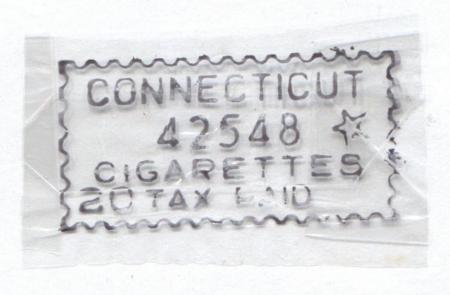 CONNECTICUT
42548
CIGARETTES
20 TAX PAID